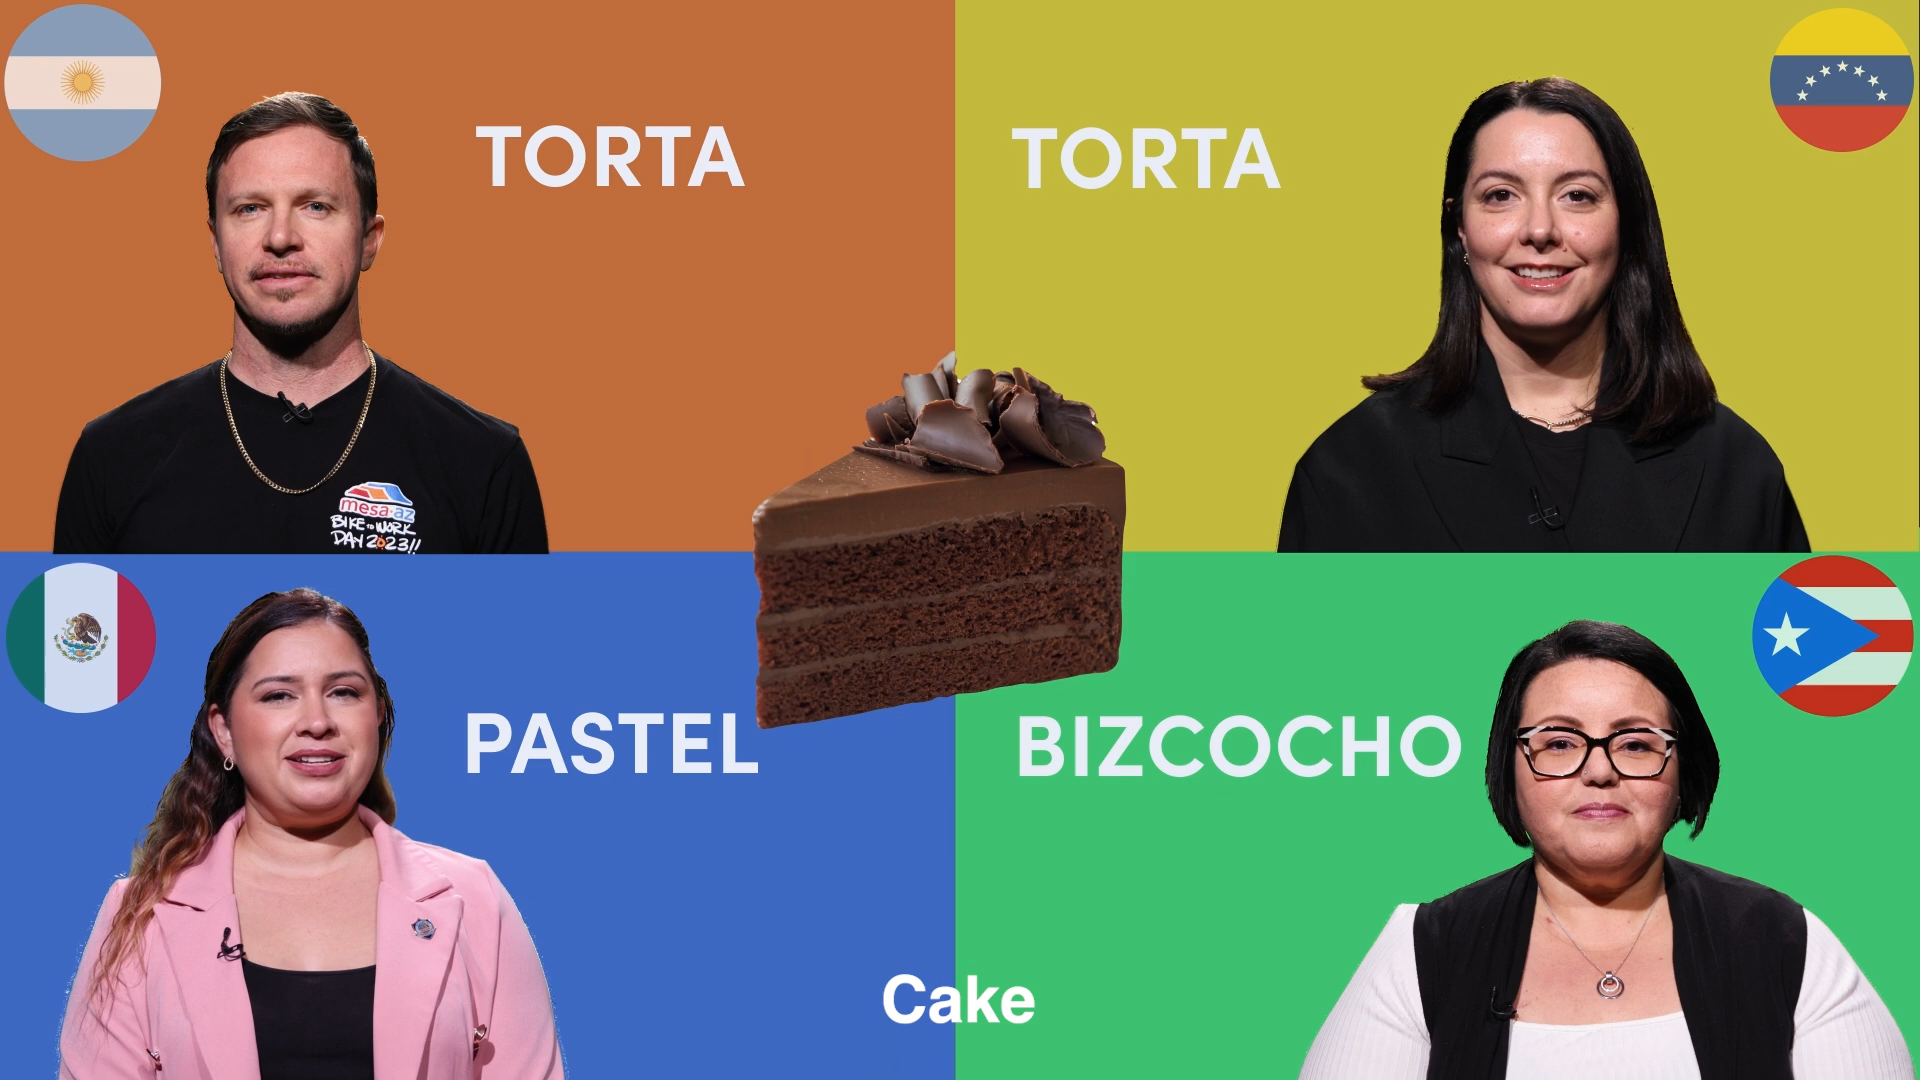 TORTA
TORTA
mesa·az
BIKE TO WORK
DAY 2023!!
PASTEL
BIZCOCHO
Cake